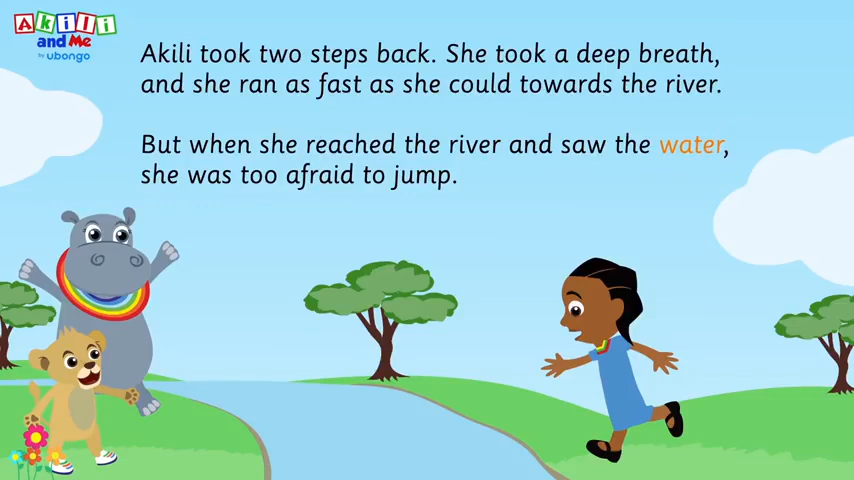 Akili
and Me
by ubongo
Akili took two steps back. She took a deep breath,
and she ran as fast as she could towards the river.
But when she reached the river and saw the water,
she was too afraid to jump.